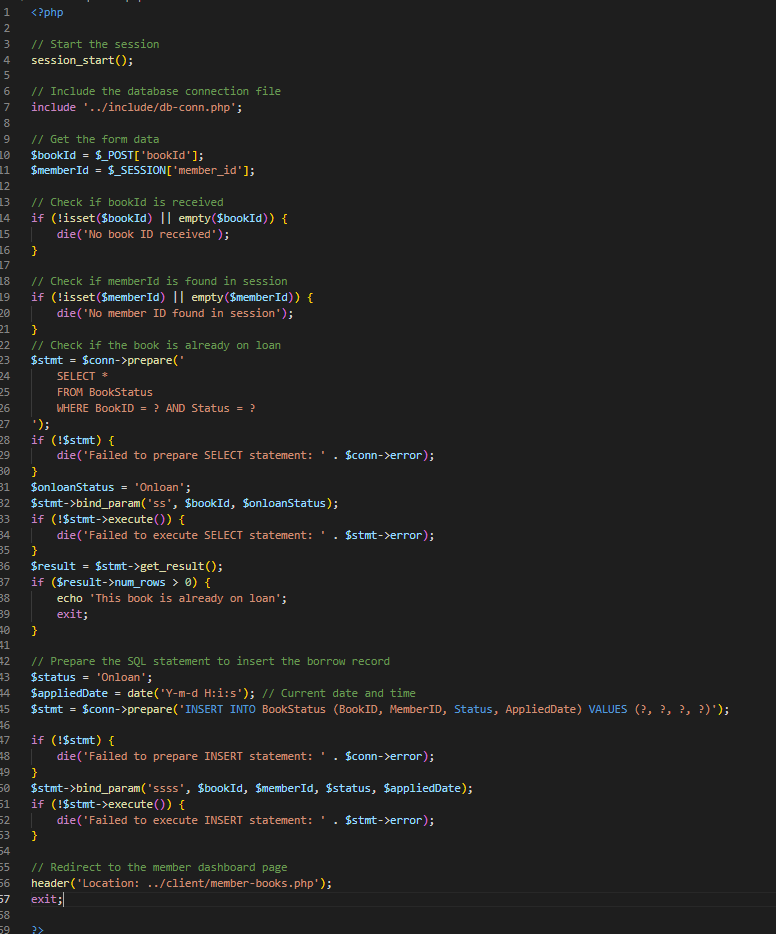 1 <?php
2
3 // Start the session
4 session_start();
5
6 // Include the database connection file
7 include '../include/db-conn.php';
8
9 // Get the form data
10 $bookId = $_POST['bookId'];
11 $memberId = $_SESSION['member_id'];
12
13 // Check if bookId is received
14 if (!isset($bookId) || empty($bookId)) {
15 die('No book ID received');
16 }
17
18 // Check if memberId is found in session
19 if (!isset($memberId) || empty($memberId)) {
20 die('No member ID found in session');
21 }
22 // Check if the book is already on loan
23 $stmt = $conn->prepare('
24 SELECT *
25 FROM BookStatus
26 WHERE BookID = ? AND Status = ?
27 ');
28 if (!$stmt) {
29 die('Failed to prepare SELECT statement: ' . $conn->error);
30 }
31 $onloanStatus = 'Onloan';
32 $stmt->bind_param('ss', $bookId, $onloanStatus);
33 if (!$stmt->execute()) {
34 die('Failed to execute SELECT statement: ' . $stmt->error);
35 }
36 $result = $stmt->get_result();
37 if ($result->num_rows > 0) {
38 echo 'This book is already on loan';
39 exit;
40 }
41
42 // Prepare the SQL statement to insert the borrow record
43 $status = 'Onloan';
44 $appliedDate = date('Y-m-d H:i:s'); // Current date and time
45 $stmt = $conn->prepare('INSERT INTO BookStatus (BookID, MemberID, Status, AppliedDate) VALUES (?, ?, ?, ?)');
46
47 if (!$stmt) {
48 die('Failed to prepare INSERT statement: ' . $conn->error);
49 }
50 $stmt->bind_param('ssss', $bookId, $memberId, $status, $appliedDate);
51 if (!$stmt->execute()) {
52 die('Failed to execute INSERT statement: ' . $stmt->error);
53 }
54
55 // Redirect to the member dashboard page
56 header('Location: ../client/member-books.php');
57 exit;
58
59 ?>